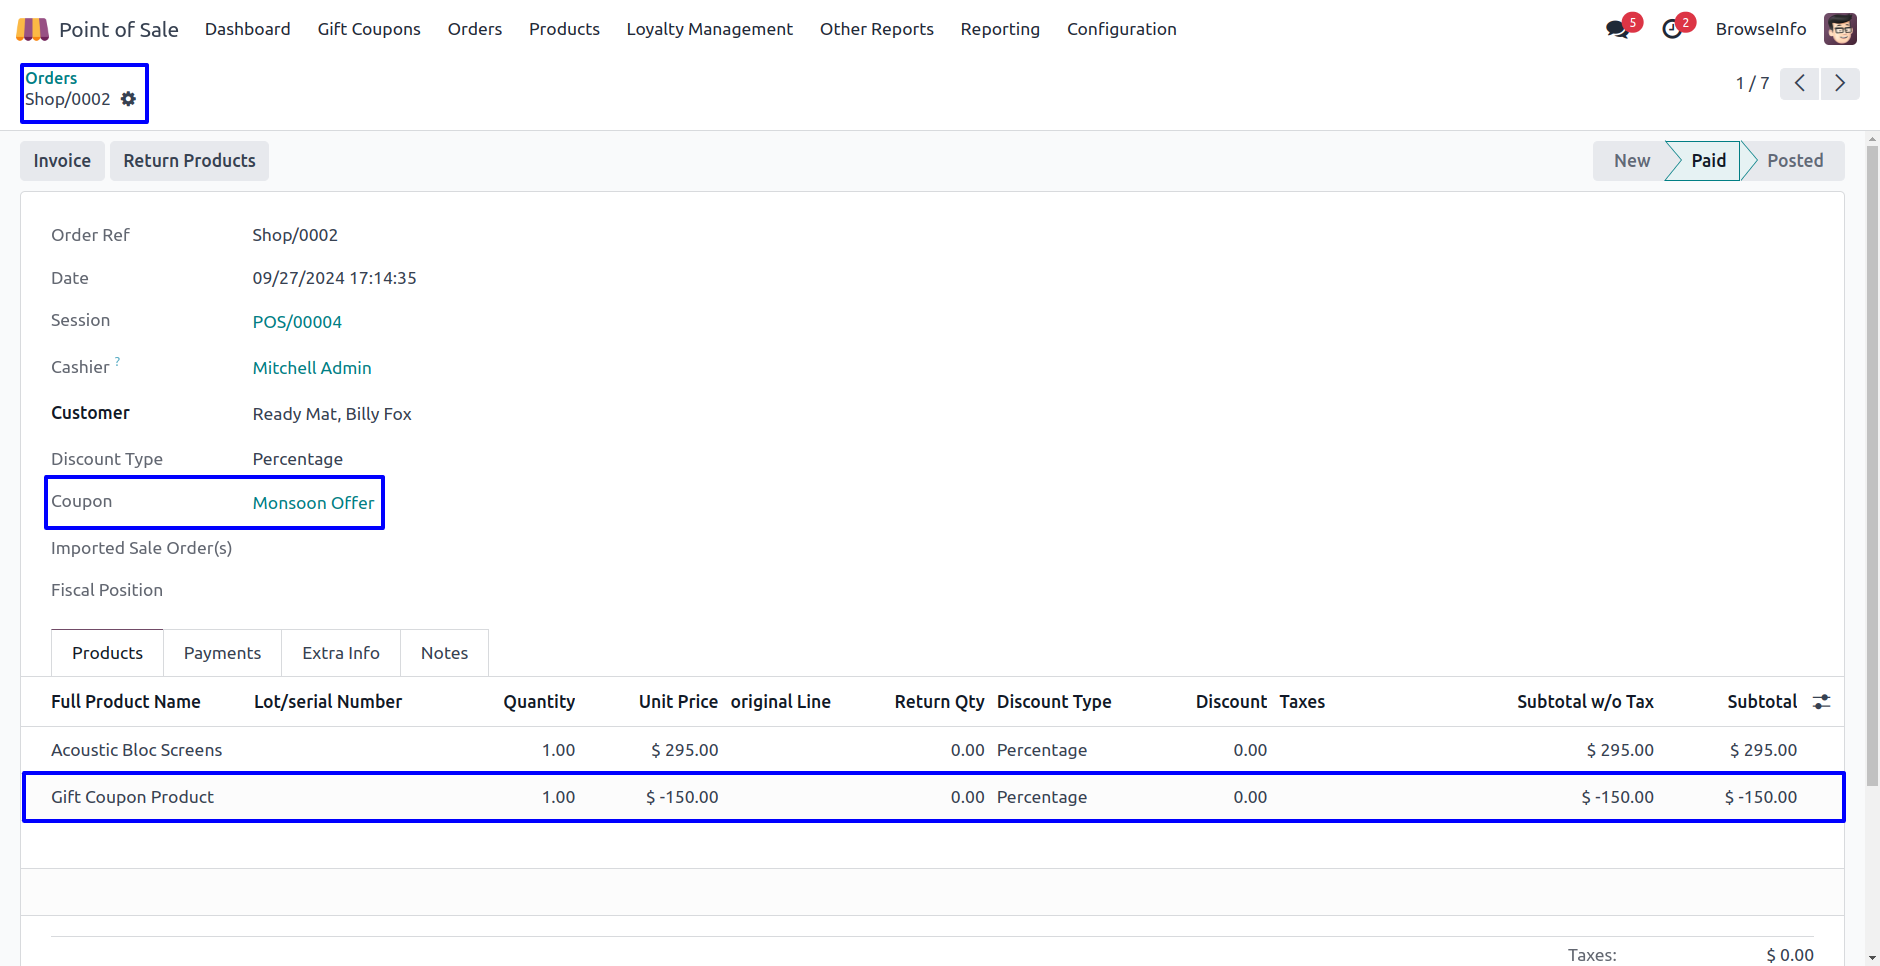 Point of Sale Dashboard Gift Coupons Orders Products Loyalty Management Other Reports Reporting Configuration 5 2 BrowseInfo
Orders
Shop/0002 1 / 7
Invoice Return Products New Paid Posted
Order Ref Shop/0002
Date 09/27/2024 17:14:35
Session POS/00004
Cashier ? Mitchell Admin
Customer Ready Mat, Billy Fox
Discount Type Percentage
Coupon Monsoon Offer
Imported Sale Order(s)
Fiscal Position
Products Payments Extra Info Notes
Full Product Name Lot/serial Number Quantity Unit Price original Line Return Qty Discount Type Discount Taxes Subtotal w/o Tax Subtotal
Acoustic Bloc Screens 1.00 $ 295.00 0.00 Percentage 0.00 $ 295.00 $ 295.00
Gift Coupon Product 1.00 $ -150.00 0.00 Percentage 0.00 $ -150.00 $ -150.00
Taxes: $ 0.00